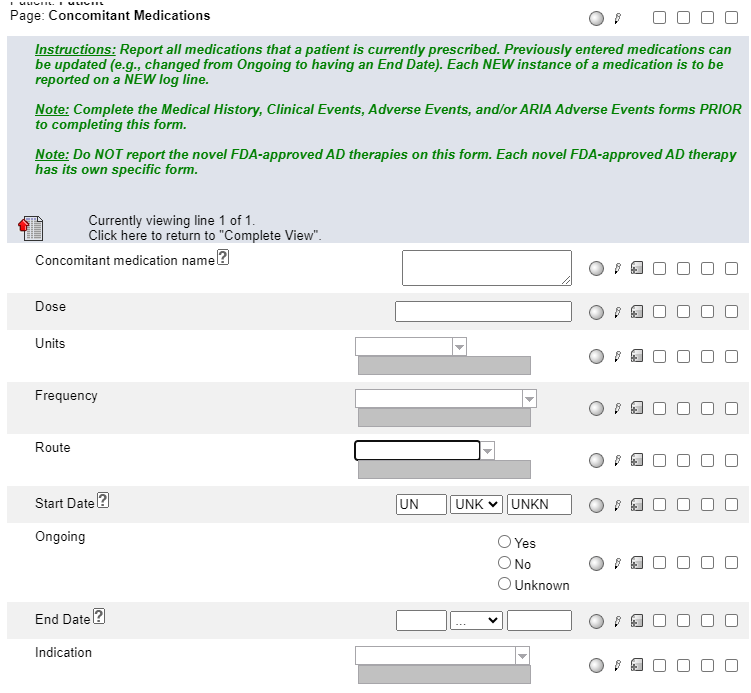 Page: Concomitant Medications
Instructions: Report all medications that a patient is currently prescribed. Previously entered medications can
be updated (e.g., changed from Ongoing to having an End Date). Each NEW instance of a medication is to be
reported on a NEW log line.
Note: Complete the Medical History, Clinical Events, Adverse Events, and/or ARIA Adverse Events forms PRIOR
to completing this form.
Note: Do NOT report the novel FDA-approved AD therapies on this form. Each novel FDA-approved AD therapy
has its own specific form.
Currently viewing line 1 of 1.
Click here to return to "Complete View".
Concomitant medication name ?
Dose
Units
Frequency
Route
Start Date ? UN UNK UNKN
Ongoing
Yes
No
Unknown
End Date ? ...
Indication